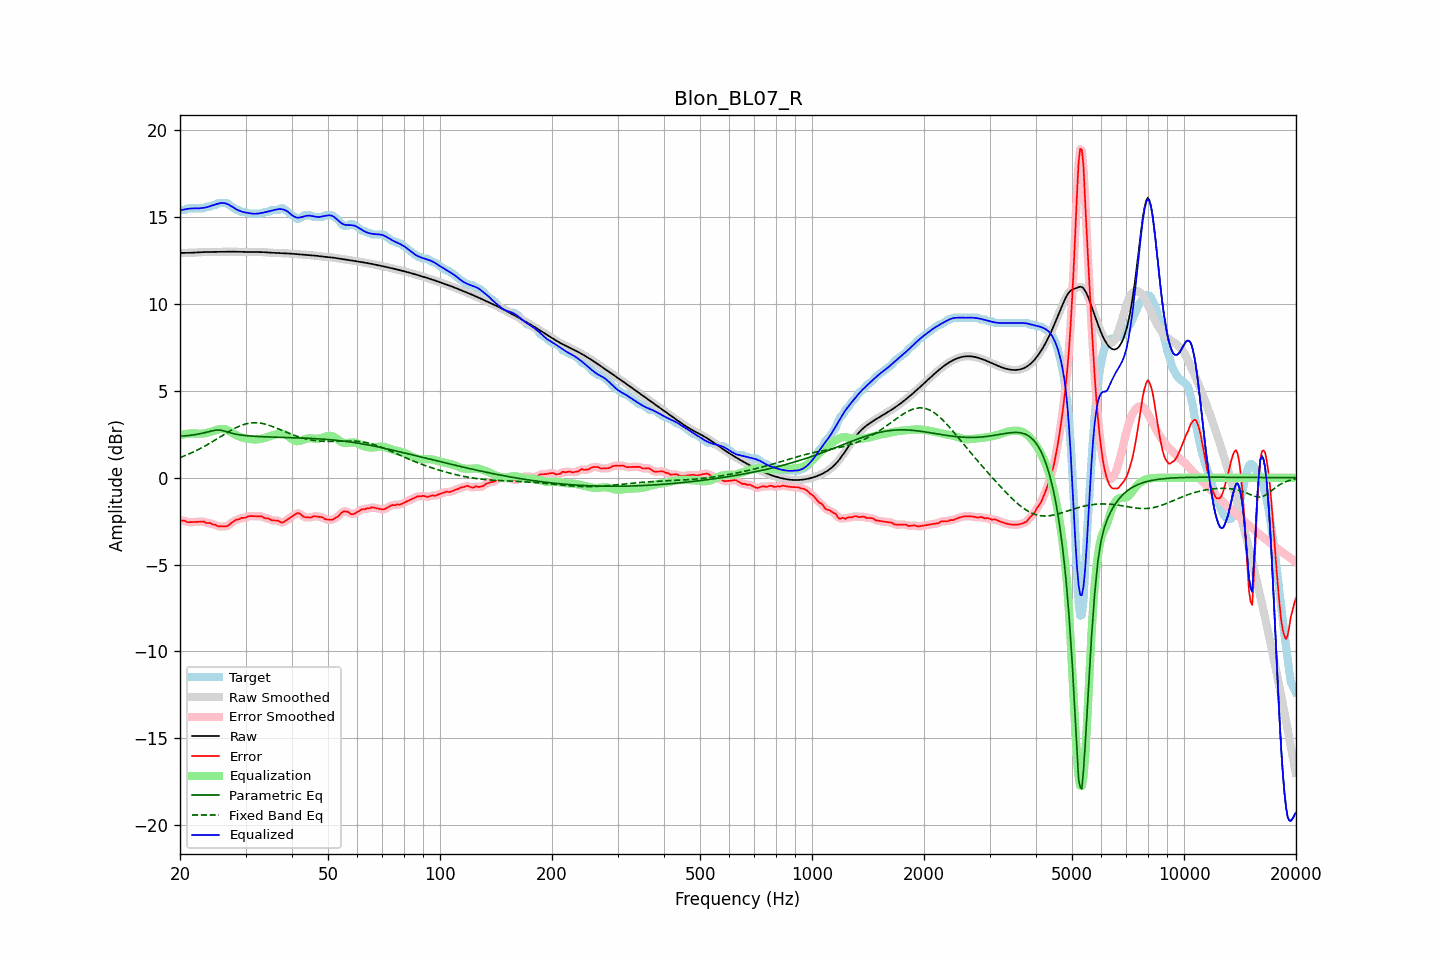 Blon_BL07_R
Amplitude (dBr)
20
15
10
5
0
−5
−10
−15
−20
Target
Raw Smoothed
Error Smoothed
Raw
Error
Equalization
Parametric Eq
Fixed Band Eq
Equalized
20 50 100 200 500 1000 2000 5000 10000 20000
Frequency (Hz)